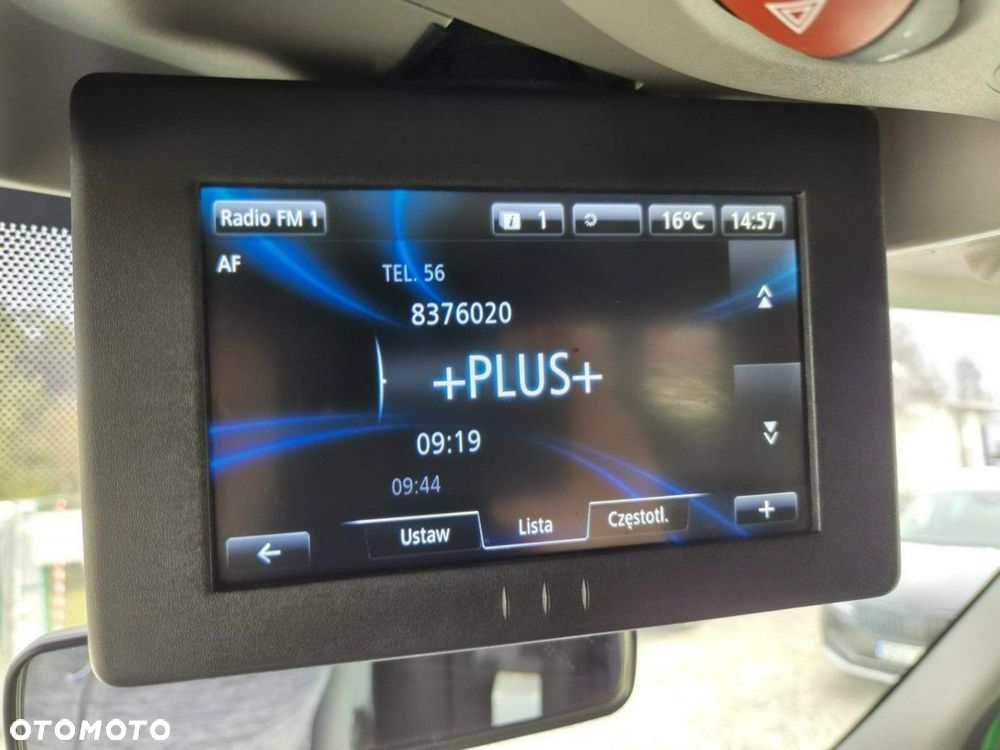 Radio FM 1
1
16°C
14:57
AF
TEL. 56
8376020
+PLUS+
09:19
09:44
Ustaw
Lista
Częstotl.
+
OTOMOTO